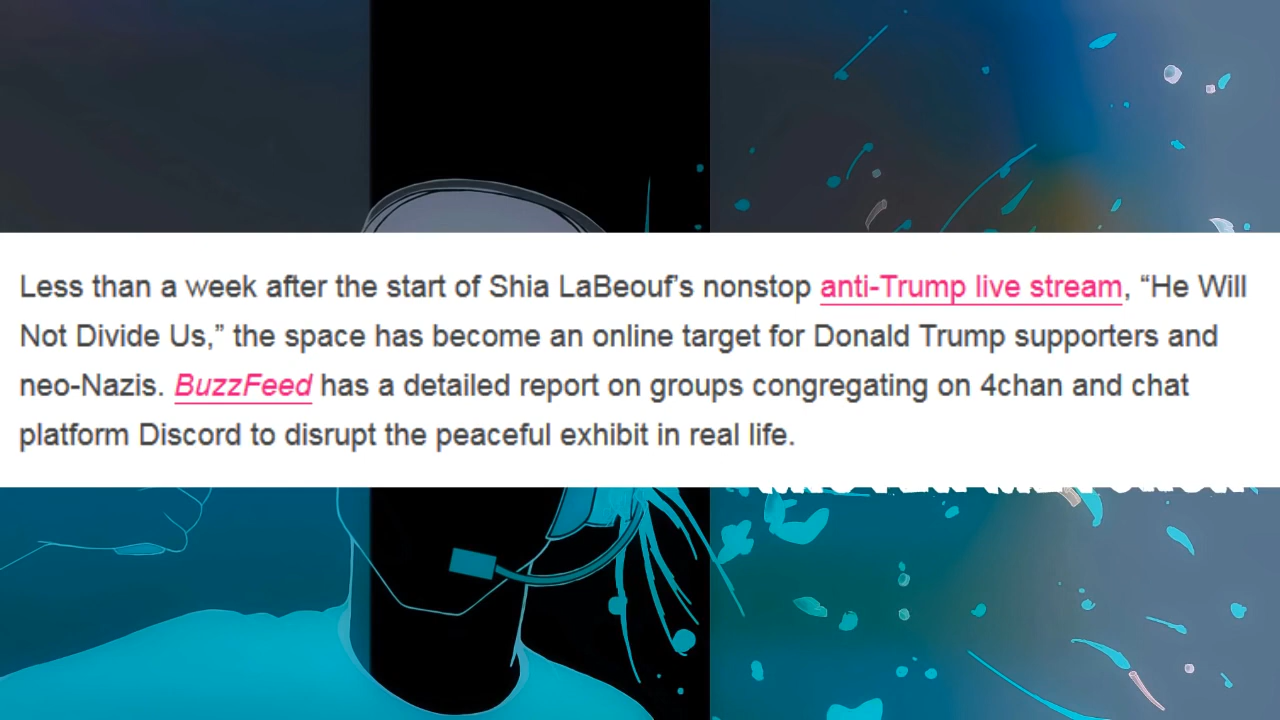 Less than a week after the start of Shia LaBeouf’s nonstop anti-Trump live stream, “He Will
Not Divide Us,” the space has become an online target for Donald Trump supporters and
neo-Nazis. BuzzFeed has a detailed report on groups congregating on 4chan and chat
platform Discord to disrupt the peaceful exhibit in real life.